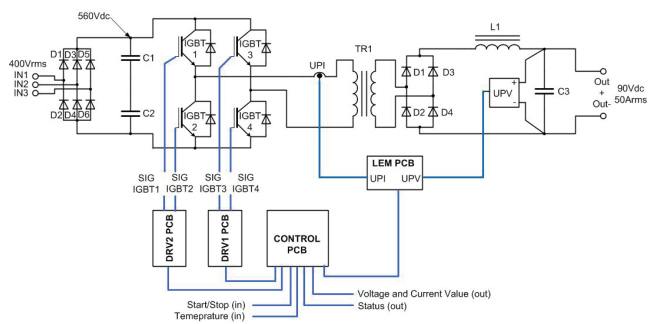 560Vdc
D1 D3 D5
400Vrms
IN1
IN2
IN3
D2 D4 D6
C1
C2
IGBT
1
IGBT
3
IGBT
2
IGBT
4
UPI
TR1
D1
D3
D2
D4
L1
+
UPV
-
C3
Out
+
Out-
90Vdc
50Arms
SIG
IGBT1
SIG
IGBT2
SIG
IGBT3
SIG
IGBT4
LEM PCB
UPI
UPV
DRV2 PCB
DRV1 PCB
CONTROL
PCB
Start/Stop (in)
Temeprature (in)
Voltage and Current Value (out)
Status (out)